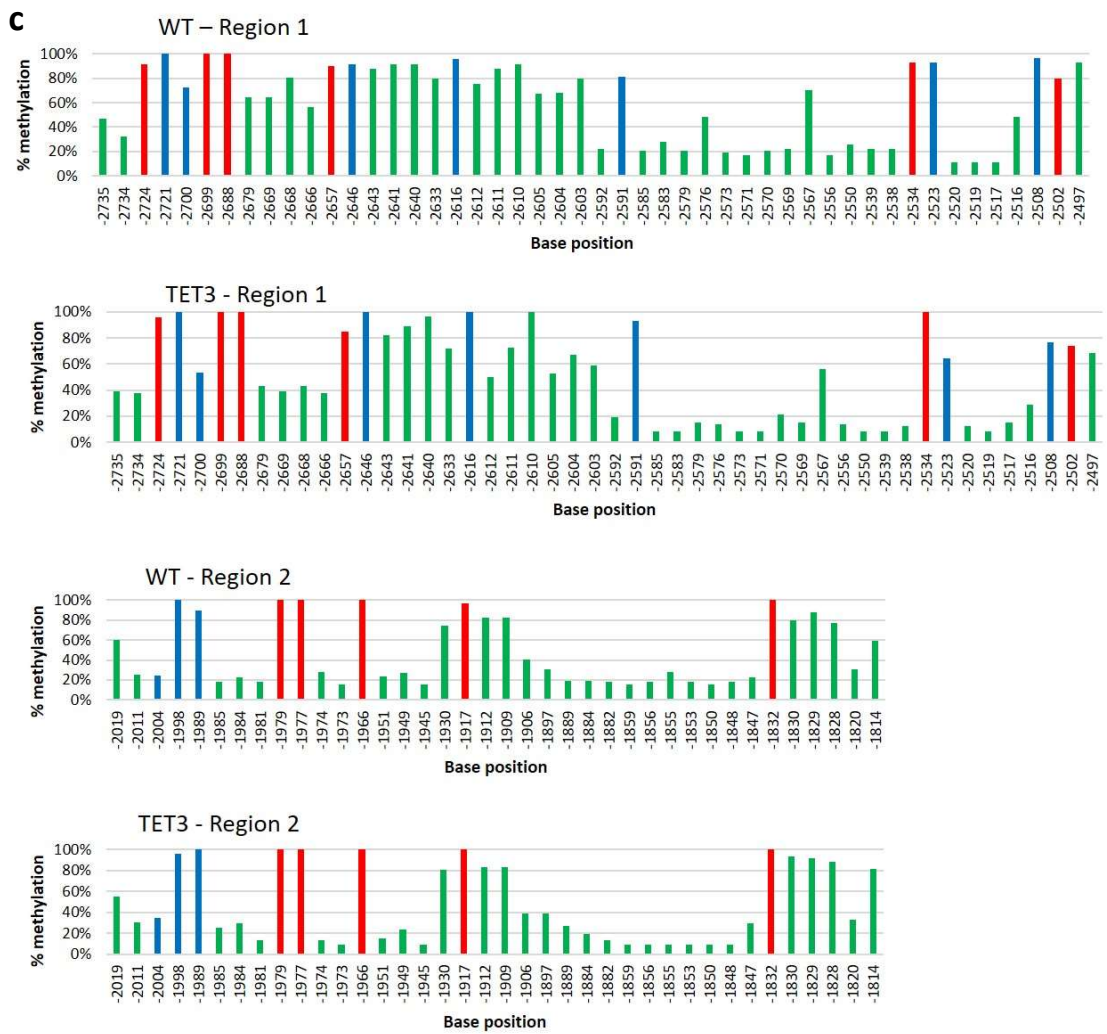 c
WT – Region 1
% methylation
100%
80%
60%
40%
20%
0%
-2735 -2734 -2724 -2721 -2700 -2699 -2688 -2679 -2669 -2668 -2666 -2657 -2646 -2643 -2641 -2640 -2633 -2616 -2612 -2611 -2610 -2605 -2604 -2603 -2592 -2591 -2585 -2583 -2579 -2576 -2573 -2571 -2570 -2569 -2567 -2556 -2550 -2539 -2538 -2534 -2523 -2520 -2519 -2517 -2516 -2508 -2502 -2497
Base position
TET3 - Region 1
% methylation
100%
80%
60%
40%
20%
0%
-2735 -2734 -2724 -2721 -2700 -2699 -2688 -2679 -2669 -2668 -2666 -2657 -2646 -2643 -2641 -2640 -2633 -2616 -2612 -2611 -2610 -2605 -2604 -2603 -2592 -2591 -2585 -2583 -2579 -2576 -2573 -2571 -2570 -2569 -2567 -2556 -2550 -2539 -2538 -2534 -2523 -2520 -2519 -2517 -2516 -2508 -2502 -2497
Base position
WT - Region 2
% methylation
100%
80%
60%
40%
20%
0%
-2019 -2011 -2004 -1998 -1989 -1985 -1984 -1981 -1979 -1977 -1974 -1973 -1966 -1951 -1949 -1945 -1930 -1917 -1912 -1909 -1906 -1897 -1889 -1884 -1882 -1859 -1856 -1855 -1853 -1850 -1848 -1847 -1832 -1830 -1829 -1828 -1820 -1814
Base position
TET3 - Region 2
% methylation
100%
80%
60%
40%
20%
0%
-2019 -2011 -2004 -1998 -1989 -1985 -1984 -1981 -1979 -1977 -1974 -1973 -1966 -1951 -1949 -1945 -1930 -1917 -1912 -1909 -1906 -1897 -1889 -1884 -1882 -1859 -1856 -1855 -1853 -1850 -1848 -1847 -1832 -1830 -1829 -1828 -1820 -1814
Base position